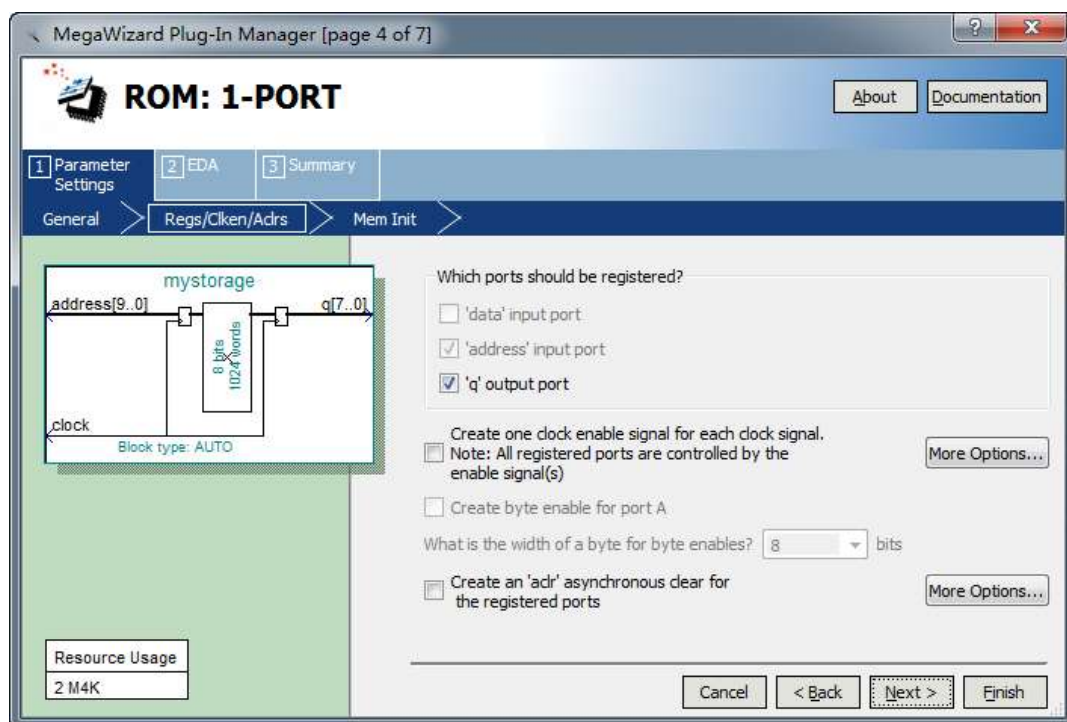 MegaWizard Plug-In Manager [page 4 of 7]
ROM: 1-PORT
About
Documentation
1 Parameter Settings
2 EDA
3 Summary
General
Regs/Clken/Aclrs
Mem Init
mystorage
address[9..0]
q[7..0]
8 bits
1024 words
clock
Block type: AUTO
Which ports should be registered?
'data' input port
'address' input port
'q' output port
Create one clock enable signal for each clock signal.
Note: All registered ports are controlled by the
enable signal(s)
More Options...
Create byte enable for port A
What is the width of a byte for byte enables? 8 bits
Create an 'aclr' asynchronous clear for
the registered ports
More Options...
Resource Usage
2 M4K
Cancel
< Back
Next >
Finish